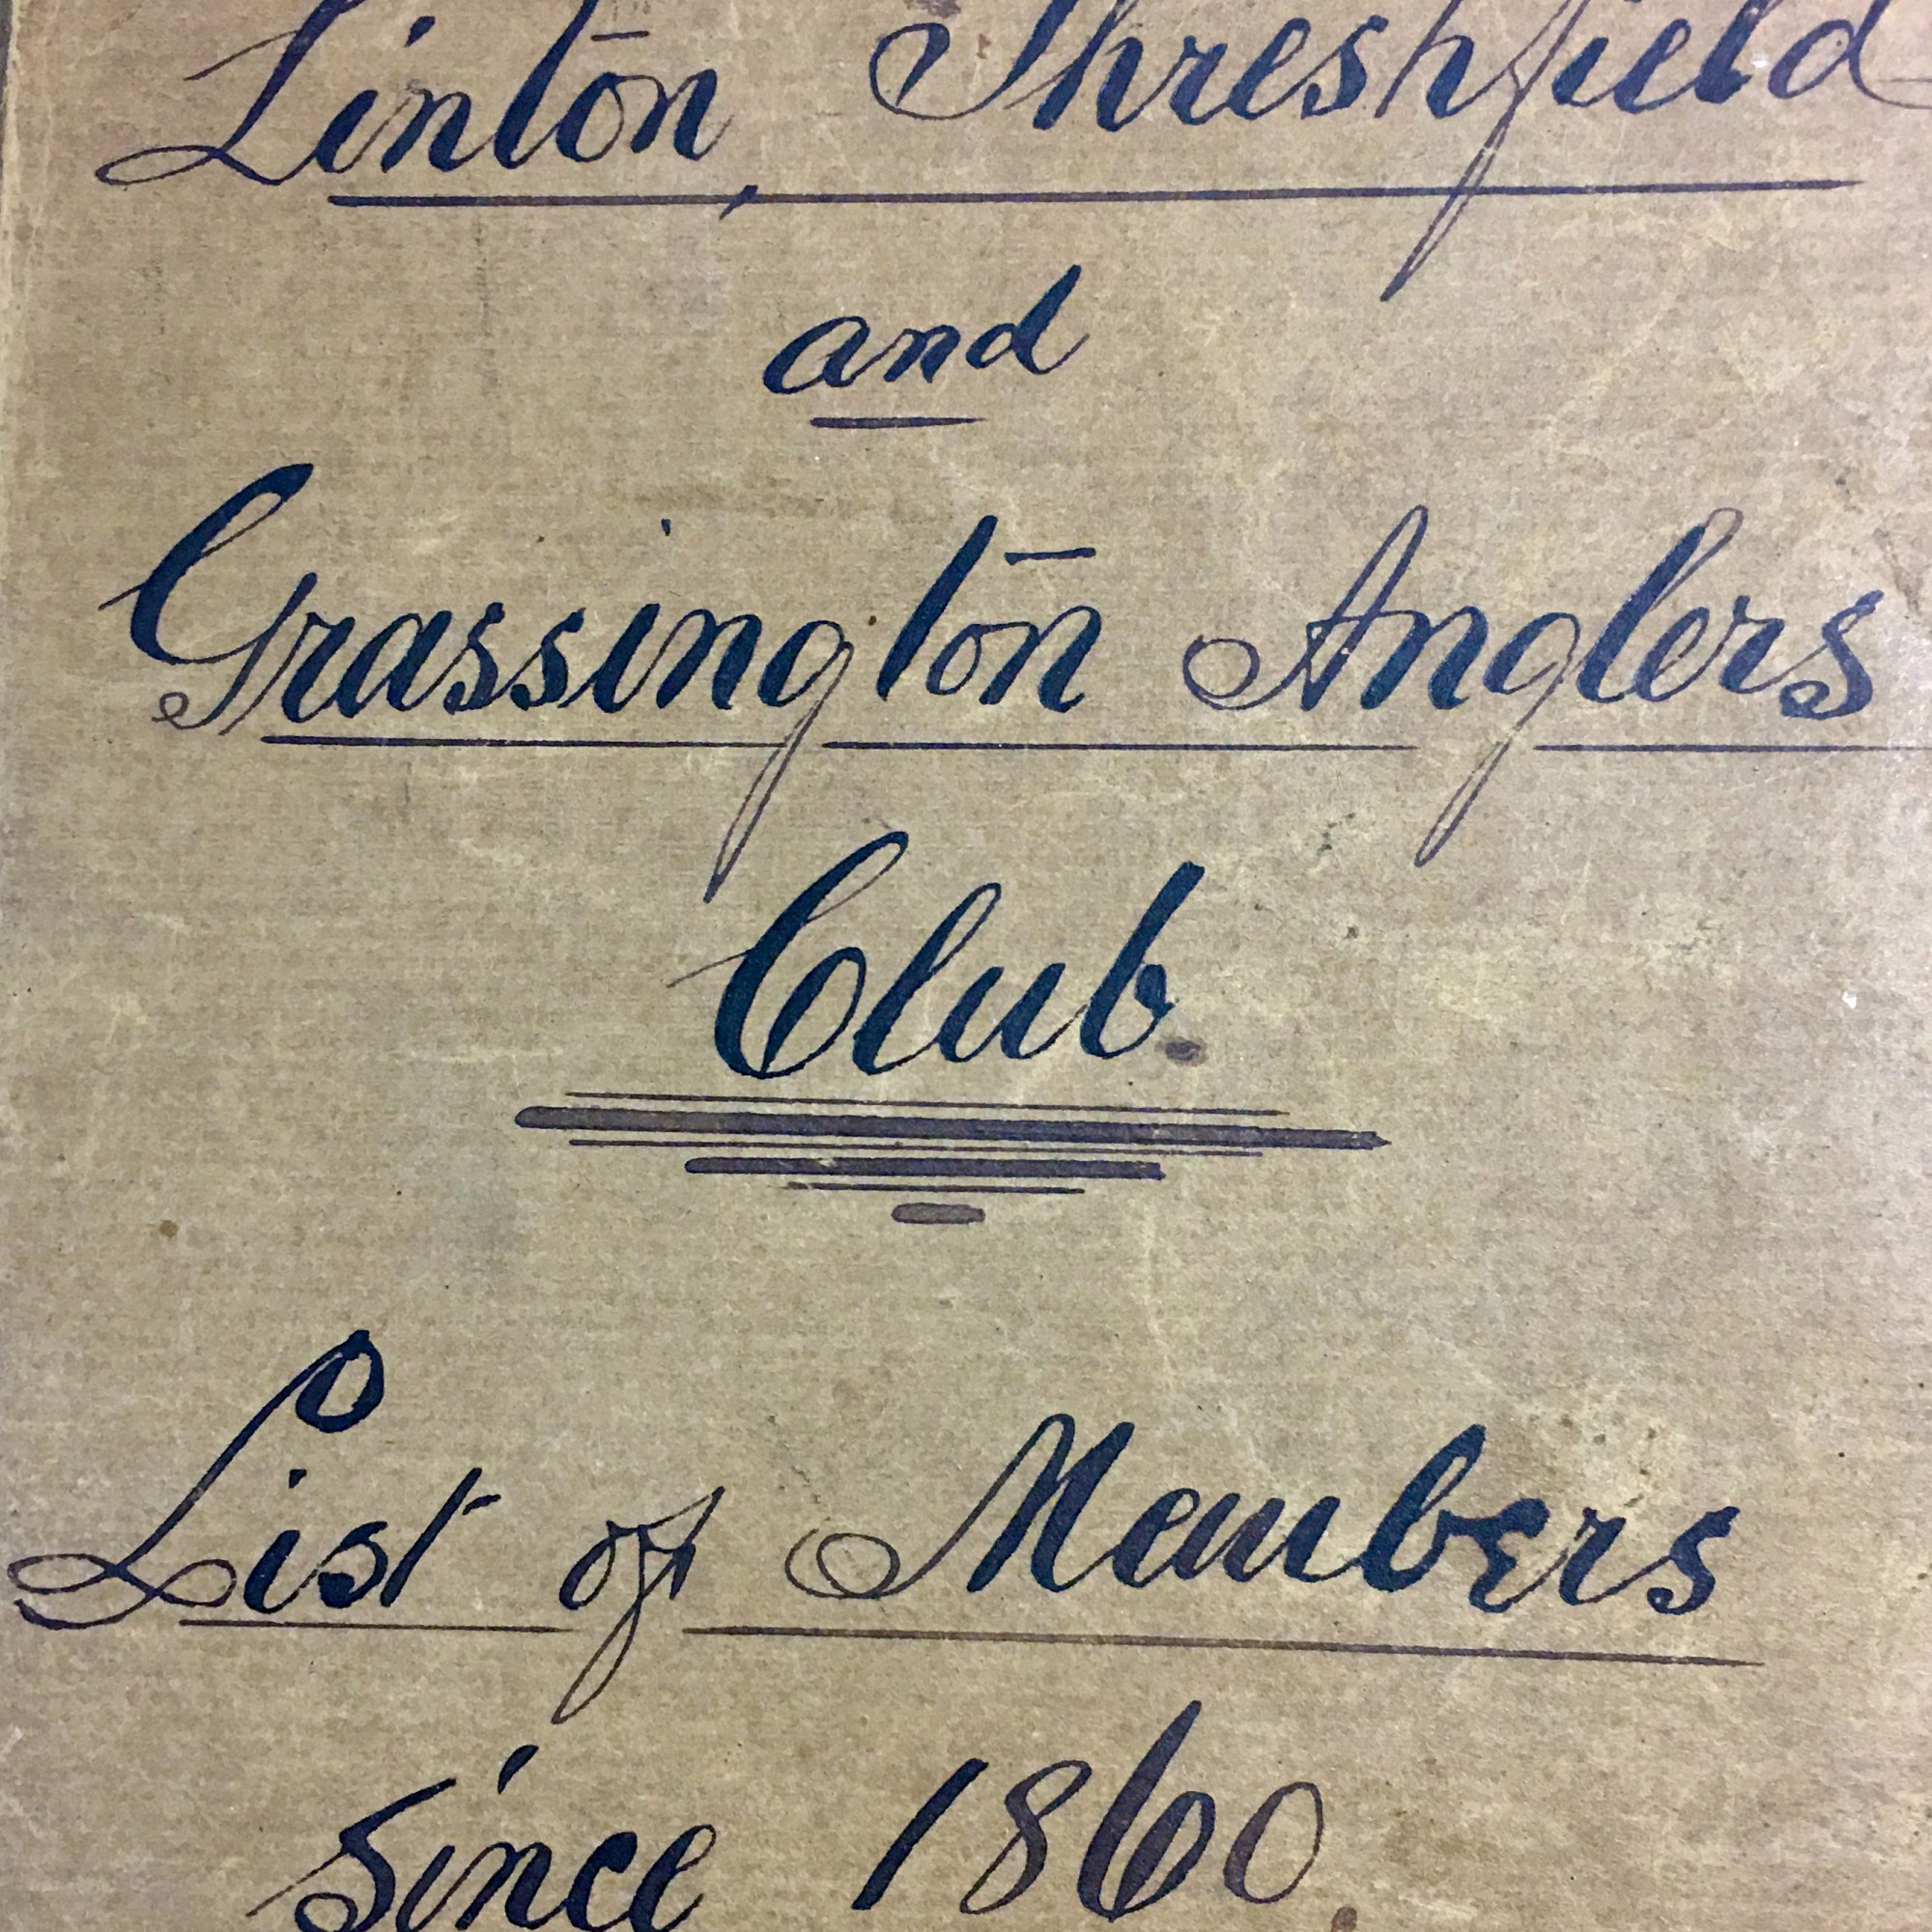 Linton, Threshfield
and
Grassington Anglers
Club.
List of Members
since 1860.